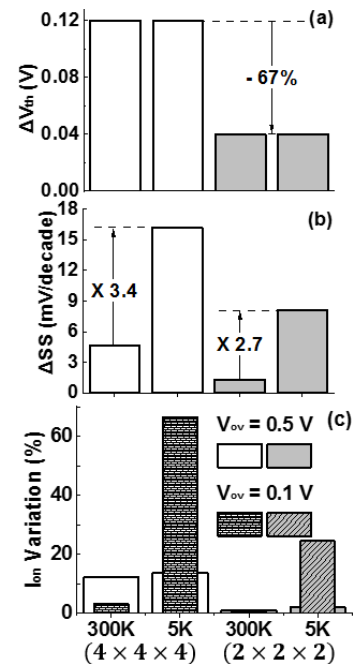 (a)
ΔVth (V)
0.12
0.08
0.04
0.00
- 67%
(b)
ΔSS (mV/decade)
18
15
12
9
6
3
0
X 3.4
X 2.7
(c)
Ion Variation (%)
60
40
20
0
Vov = 0.5 V
Vov = 0.1 V
300K 5K 300K 5K
(4 × 4 × 4) (2 × 2 × 2)